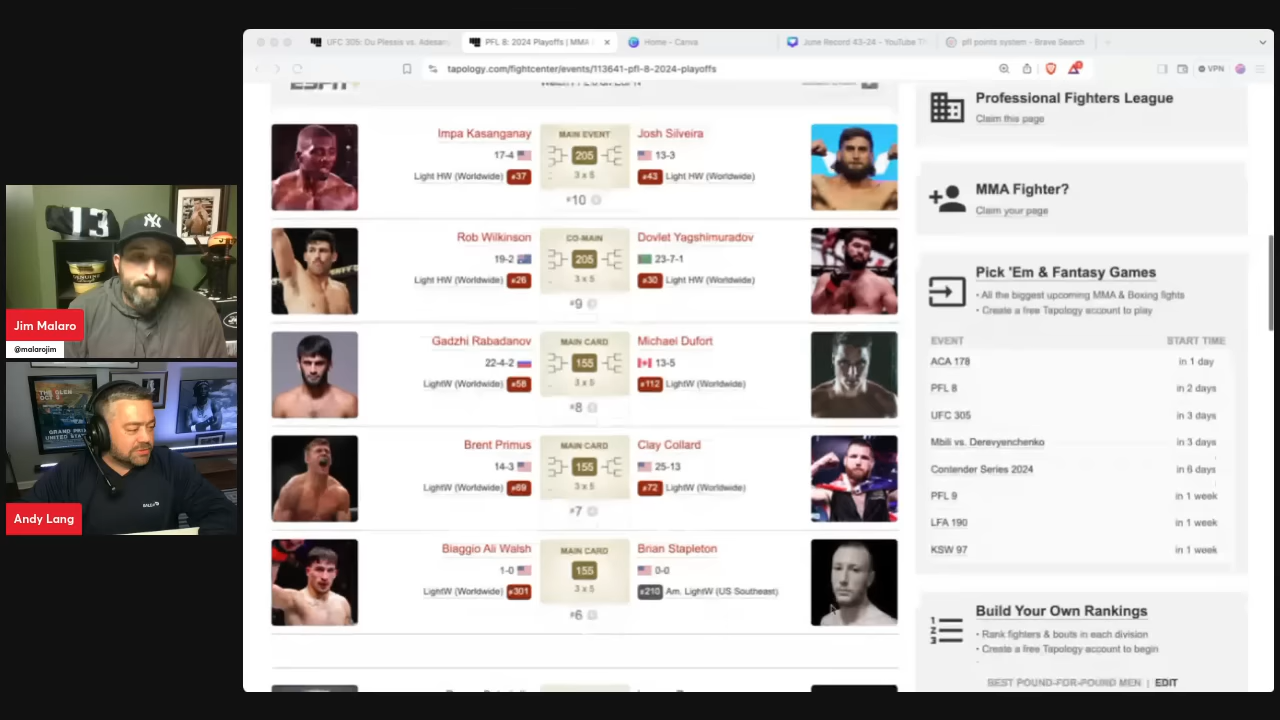 UFC 305: Du Plessis vs. Adesan
PFL 8: 2024 Playoffs | MMA
Home – Canva
June Record 43-24 – YouTube
pfl points system – Brave Search
tapology.com/fightcenter/events/113641-pfl-8-2024-playoffs
VPN
Impa Kasanganay
17-4
Light HW (Worldwide) #37
MAIN EVENT
205
3 x 5
#10
Josh Silveira
13-3
#43 Light HW (Worldwide)
Rob Wilkinson
19-2
Light HW (Worldwide) #26
CO-MAIN
205
3 x 5
#9
Dovlet Yagshimuradov
23-7-1
#30 Light HW (Worldwide)
Gadzhi Rabadanov
22-4-2
LightW (Worldwide) #58
MAIN CARD
155
3 x 5
#8
Michael Dufort
13-5
#112 LightW (Worldwide)
Brent Primus
14-3
LightW (Worldwide) #69
MAIN CARD
155
3 x 5
#7
Clay Collard
25-13
#72 LightW (Worldwide)
Biaggio Ali Walsh
1-0
LightW (Worldwide) #301
MAIN CARD
155
3 x 5
#6
Brian Stapleton
0-0
#210 Am. LightW (US Southeast)
Professional Fighters League
Claim this page
MMA Fighter?
Claim your page
Pick 'Em & Fantasy Games
• All the biggest upcoming MMA & Boxing fights
• Create a free Tapology account to play
EVENT START TIME
ACA 178 in 1 day
PFL 8 in 2 days
UFC 305 in 3 days
Mbili vs. Derevyenchenko in 3 days
Contender Series 2024 in 6 days
PFL 9 in 1 week
LFA 190 in 1 week
KSW 97 in 1 week
Build Your Own Rankings
• Rank fighters & bouts in each division
• Create a free Tapology account to begin
BEST POUND-FOR-POUND MEN | EDIT
13
Jim Malaro
@malarojim
Andy Lang